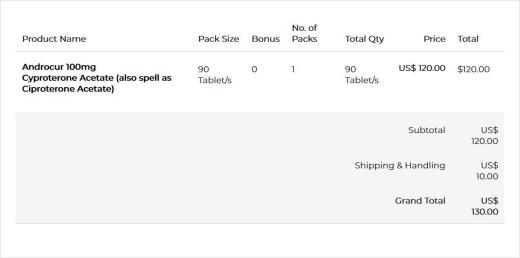 Product Name Pack Size Bonus No. of Packs Total Qty Price Total
Androcur 100mg
Cyproterone Acetate (also spell as
Ciproterone Acetate)
90
Tablet/s
0
1
90
Tablet/s
US$ 120.00
$120.00
Subtotal US$
120.00
Shipping & Handling US$
10.00
Grand Total US$
130.00